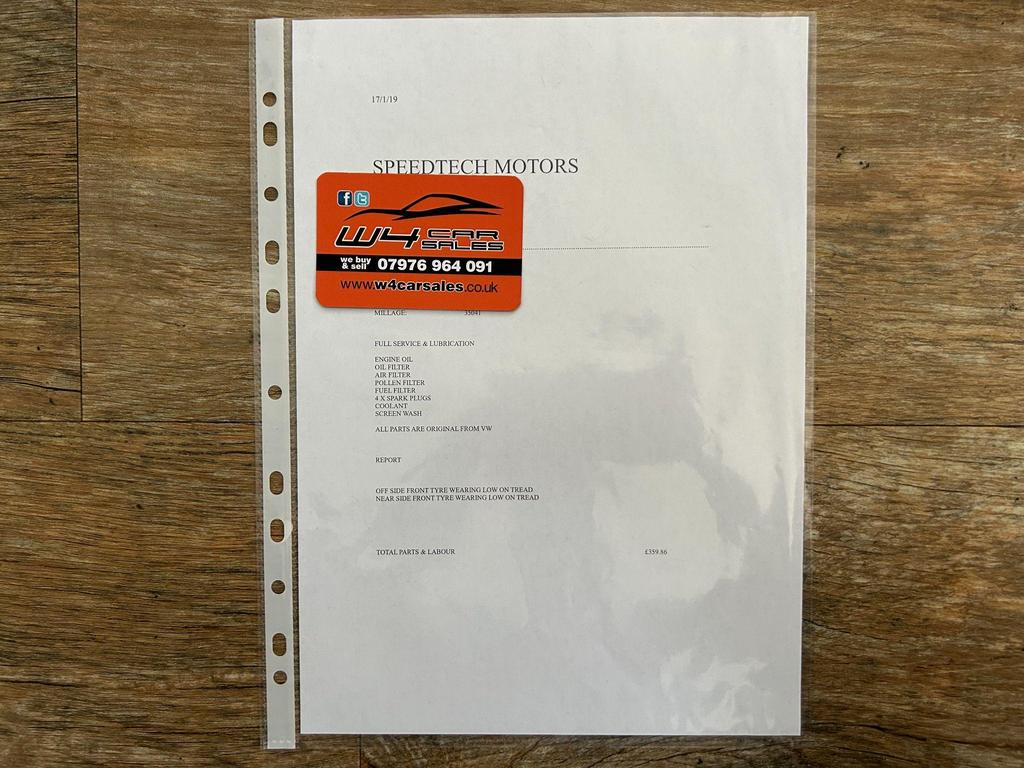 17/1/19
SPEEDTECH MOTORS
W4 CAR SALES
we buy & sell 07976 964 091
www.w4carsales.co.uk
MILLAGE: 35041
FULL SERVICE & LUBRICATION
ENGINE OIL
OIL FILTER
AIR FILTER
POLLEN FILTER
FUEL FILTER
4 X SPARK PLUGS
COOLANT
SCREEN WASH
ALL PARTS ARE ORIGINAL FROM VW
REPORT
OFF SIDE FRONT TYRE WEARING LOW ON TREAD
NEAR SIDE FRONT TYRE WEARING LOW ON TREAD
TOTAL PARTS & LABOUR £359.86